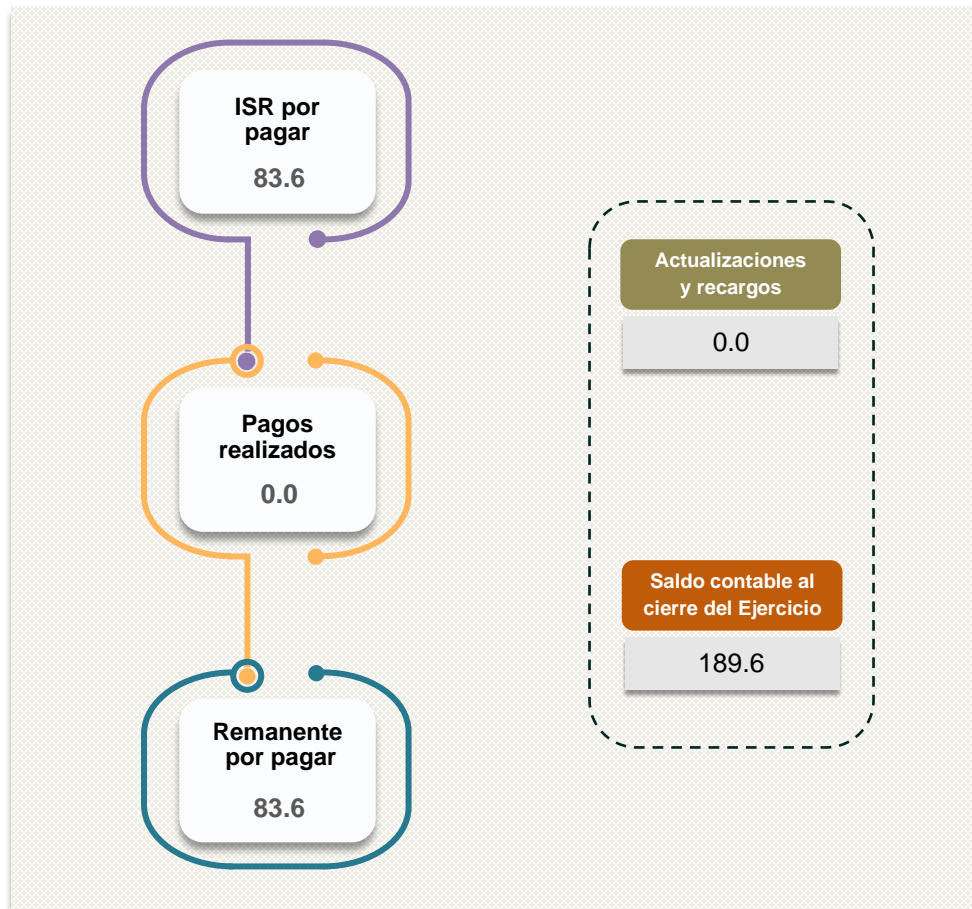 ISR por
pagar
83.6
Pagos
realizados
0.0
Remanente
por pagar
83.6
Actualizaciones
y recargos
0.0
Saldo contable al
cierre del Ejercicio
189.6